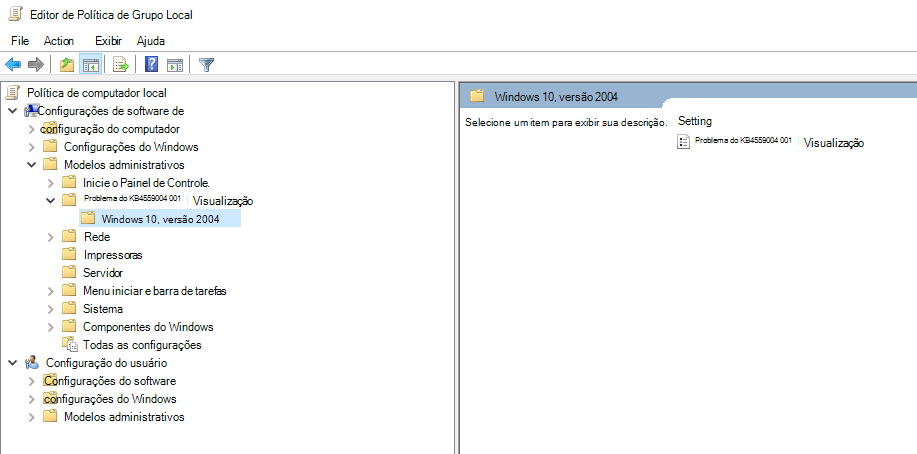 Editor de Política de Grupo Local
File Action Exibir Ajuda
Política de computador local
Configurações de software de
configuração do computador
Configurações do Windows
Modelos administrativos
Inicie o Painel de Controle.
Problema do KB4559004 001 Visualização
Windows 10, versão 2004
Rede
Impressoras
Servidor
Menu iniciar e barra de tarefas
Sistema
Componentes do Windows
Todas as configurações
Configuração do usuário
Configurações do software
configurações do Windows
Modelos administrativos
Windows 10, versão 2004
Selecione um item para exibir sua descrição.
Setting
Problema do KB4559004 001 Visualização